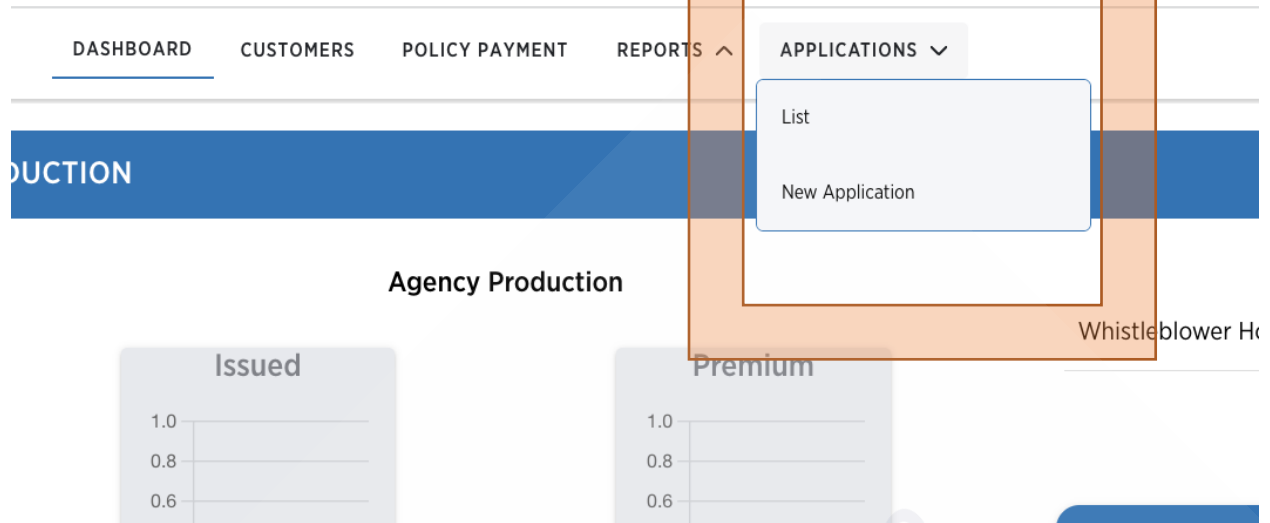 DASHBOARD CUSTOMERS POLICY PAYMENT REPORTS APPLICATIONS
List
New Application
DUCTION
Agency Production
Whistleblower
Issued Premium
1.0 1.0
0.8 0.8
0.6 0.6